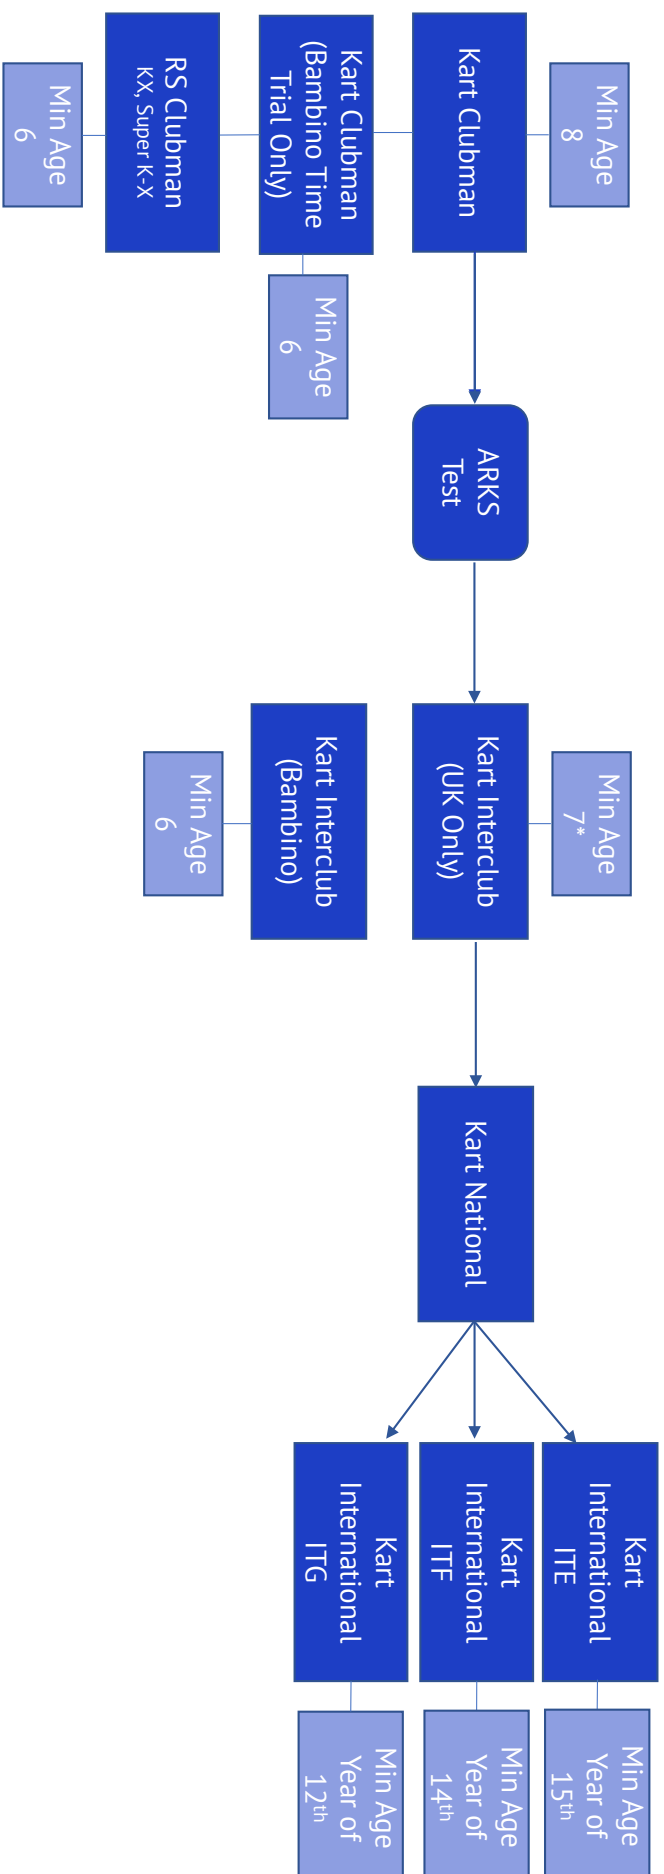 Min Age
8
Kart Clubman
Kart Clubman
(Bambino Time
Trial Only)
Min Age
6
RS Clubman
KX, Super K-X
Min Age
6
ARKS
Test
Min Age
7*
Kart Interclub
(UK Only)
Kart Interclub
(Bambino)
Min Age
6
Kart National
Kart
International
ITE
Min Age
Year of
15th
Kart
International
ITF
Min Age
Year of
14th
Kart
International
ITG
Min Age
Year of
12th